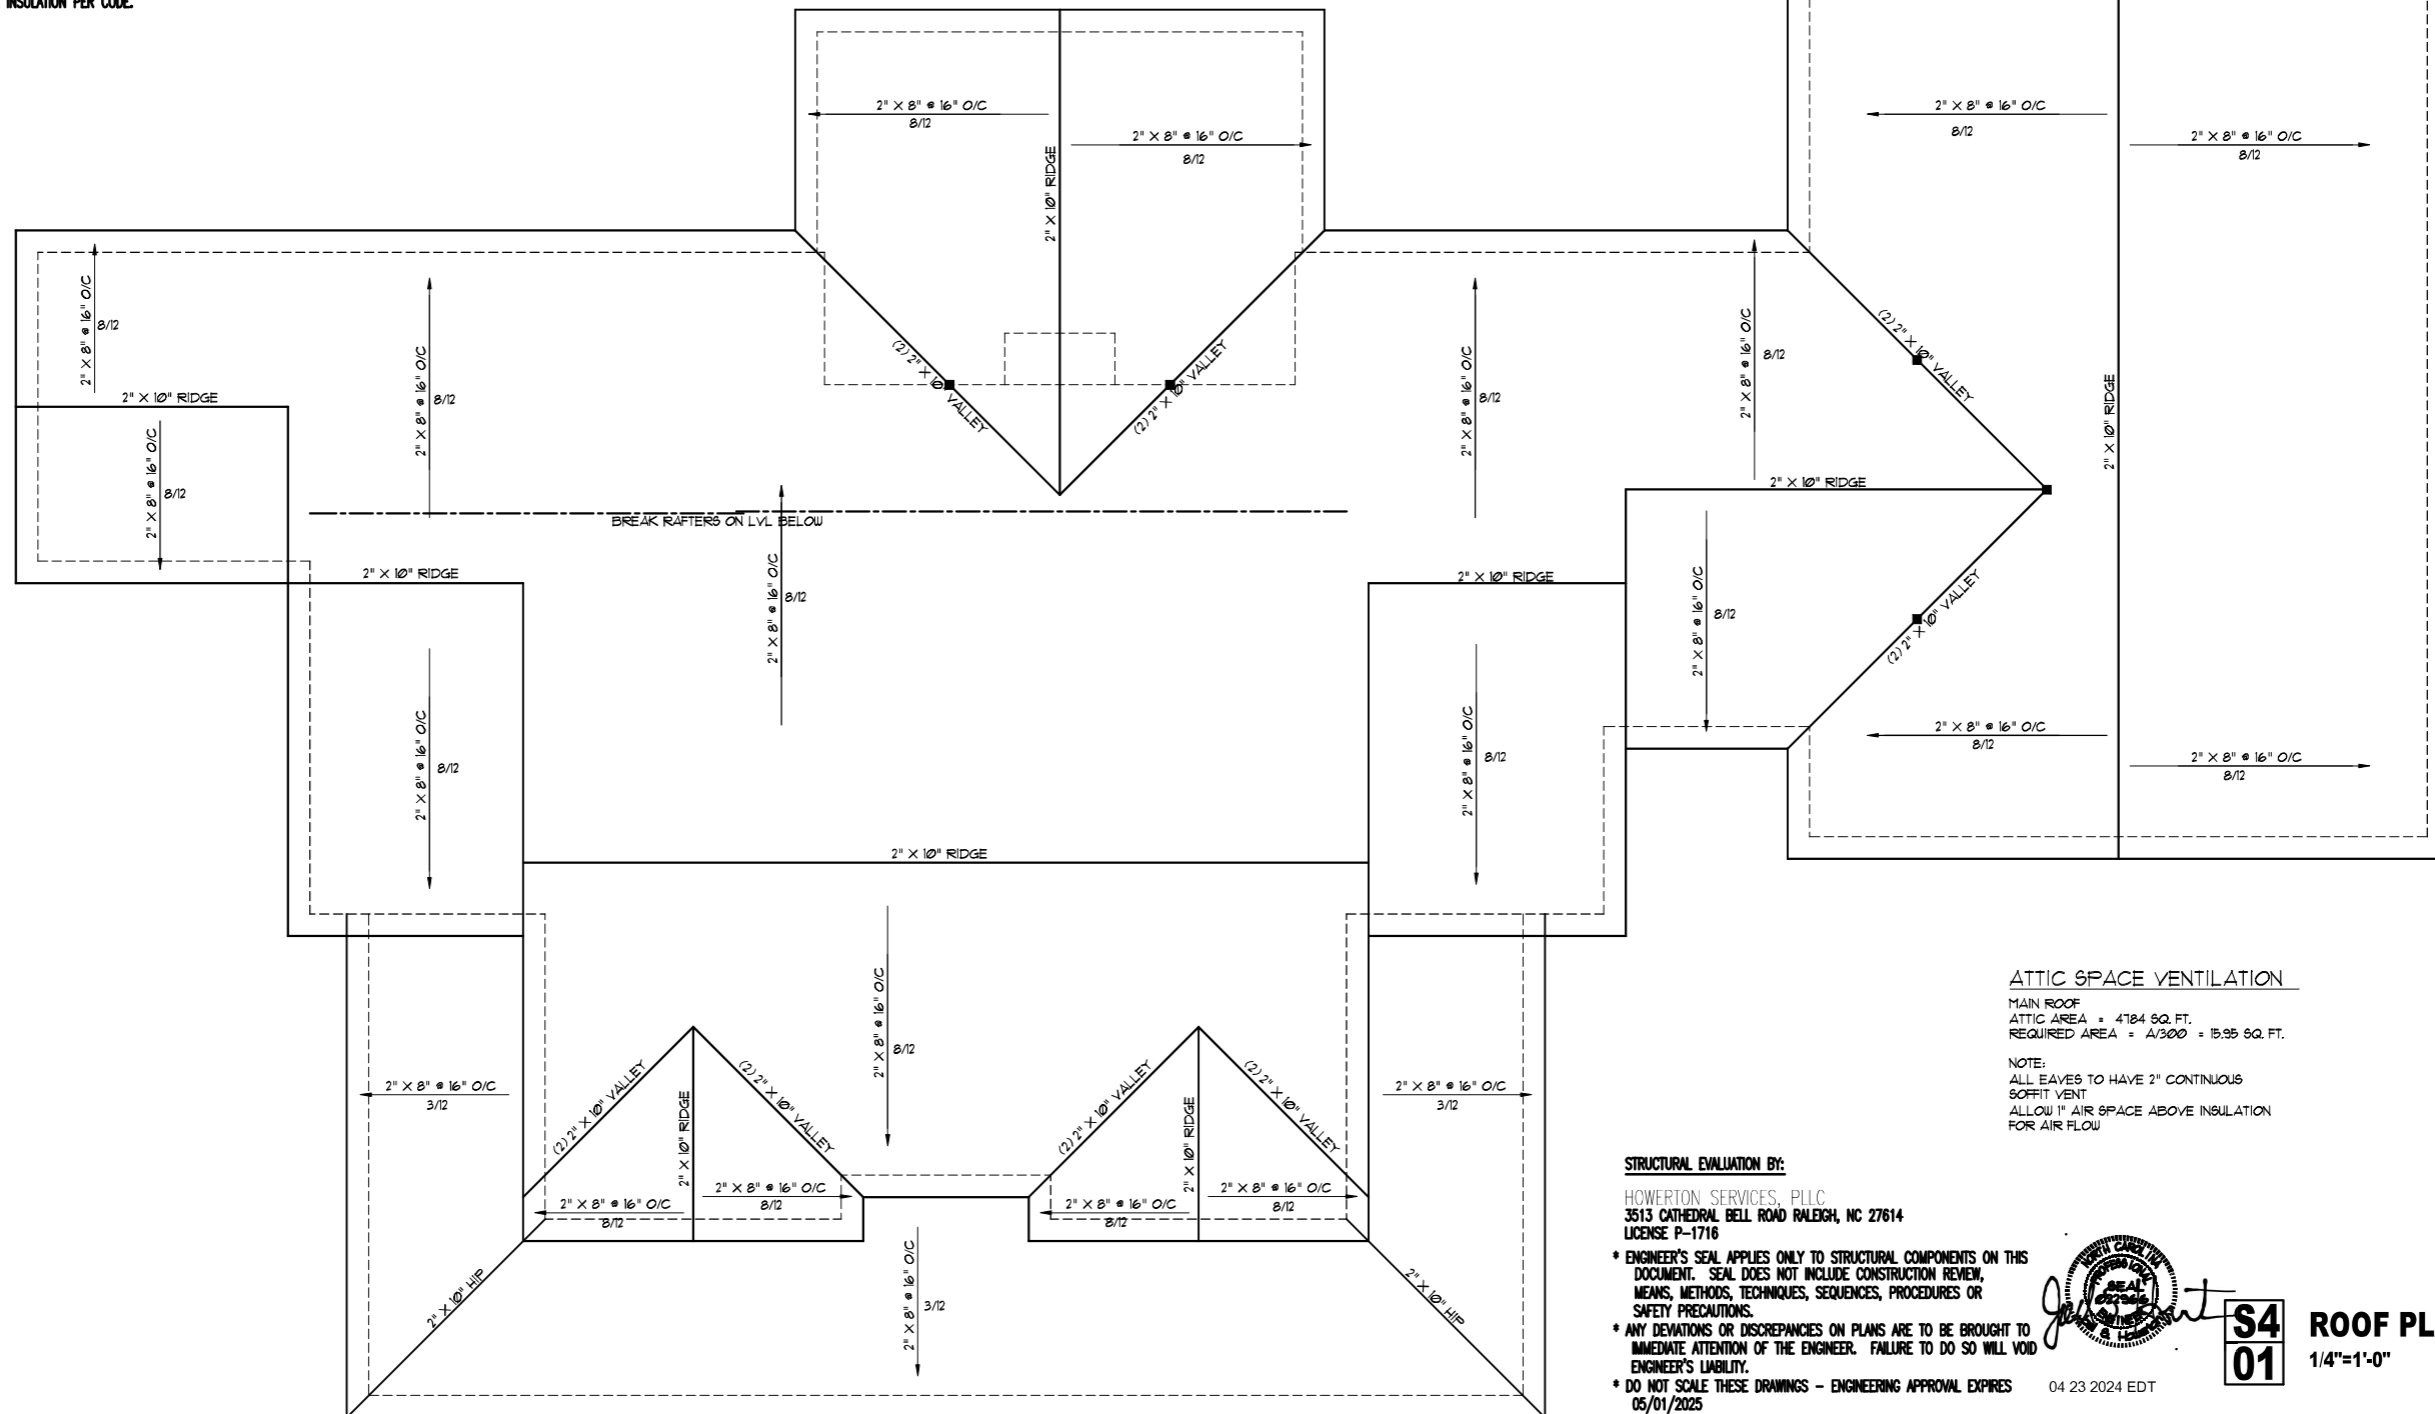 INSULATION PER CODE.
2" X 8" @ 16" O/C
8/12
2" X 8" @ 16" O/C
8/12
2" X 10" RIDGE
2" X 8" @ 16" O/C
8/12
2" X 8" @ 16" O/C
8/12
2" X 8" @ 16" O/C
8/12
2" X 8" @ 16" O/C
8/12
(2) 2" X 10" VALLEY
(2) 2" X 10" VALLEY
2" X 8" @ 16" O/C
8/12
2" X 8" @ 16" O/C
8/12
(2) 2" X 10" VALLEY
2" X 10" RIDGE
2" X 10" RIDGE
2" X 8" @ 16" O/C
8/12
2" X 10" RIDGE
BREAK RAFTERS ON LVL BELOW
2" X 10" RIDGE
2" X 8" @ 16" O/C
8/12
2" X 10" RIDGE
2" X 8" @ 16" O/C
8/12
(2) 2" X 10" VALLEY
2" X 8" @ 16" O/C
8/12
2" X 8" @ 16" O/C
8/12
2" X 8" @ 16" O/C
8/12
2" X 8" @ 16" O/C
8/12
2" X 10" RIDGE
2" X 8" @ 16" O/C
8/12
2" X 8" @ 16" O/C
3/12
(2) 2" X 10" VALLEY
2" X 10" RIDGE
(2) 2" X 10" VALLEY
(2) 2" X 10" VALLEY
2" X 10" RIDGE
(2) 2" X 10" VALLEY
2" X 8" @ 16" O/C
3/12
2" X 8" @ 16" O/C
8/12
2" X 8" @ 16" O/C
8/12
2" X 8" @ 16" O/C
8/12
2" X 8" @ 16" O/C
8/12
2" X 10" HIP
2" X 8" @ 16" O/C
3/12
2" X 10" HIP
ATTIC SPACE VENTILATION
MAIN ROOF
ATTIC AREA = 4784 SQ. FT.
REQUIRED AREA = A/300 = 15.95 SQ. FT.
NOTE:
ALL EAVES TO HAVE 2" CONTINUOUS
SOFFIT VENT
ALLOW 1" AIR SPACE ABOVE INSULATION
FOR AIR FLOW
STRUCTURAL EVALUATION BY:
HOWERTON SERVICES, PLLC
3513 CATHEDRAL BELL ROAD RALEIGH, NC 27614
LICENSE P-1716
* ENGINEER'S SEAL APPLIES ONLY TO STRUCTURAL COMPONENTS ON THIS
DOCUMENT. SEAL DOES NOT INCLUDE CONSTRUCTION REVIEW,
MEANS, METHODS, TECHNIQUES, SEQUENCES, PROCEDURES OR
SAFETY PRECAUTIONS.
* ANY DEVIATIONS OR DISCREPANCIES ON PLANS ARE TO BE BROUGHT TO
IMMEDIATE ATTENTION OF THE ENGINEER. FAILURE TO DO SO WILL VOID
ENGINEER'S LIABILITY.
* DO NOT SCALE THESE DRAWINGS - ENGINEERING APPROVAL EXPIRES
05/01/2025
NORTH CAROLINA
PROFESSIONAL
SEAL
ENGINEER
04 23 2024 EDT
S4
01
ROOF PL
1/4"=1'-0"